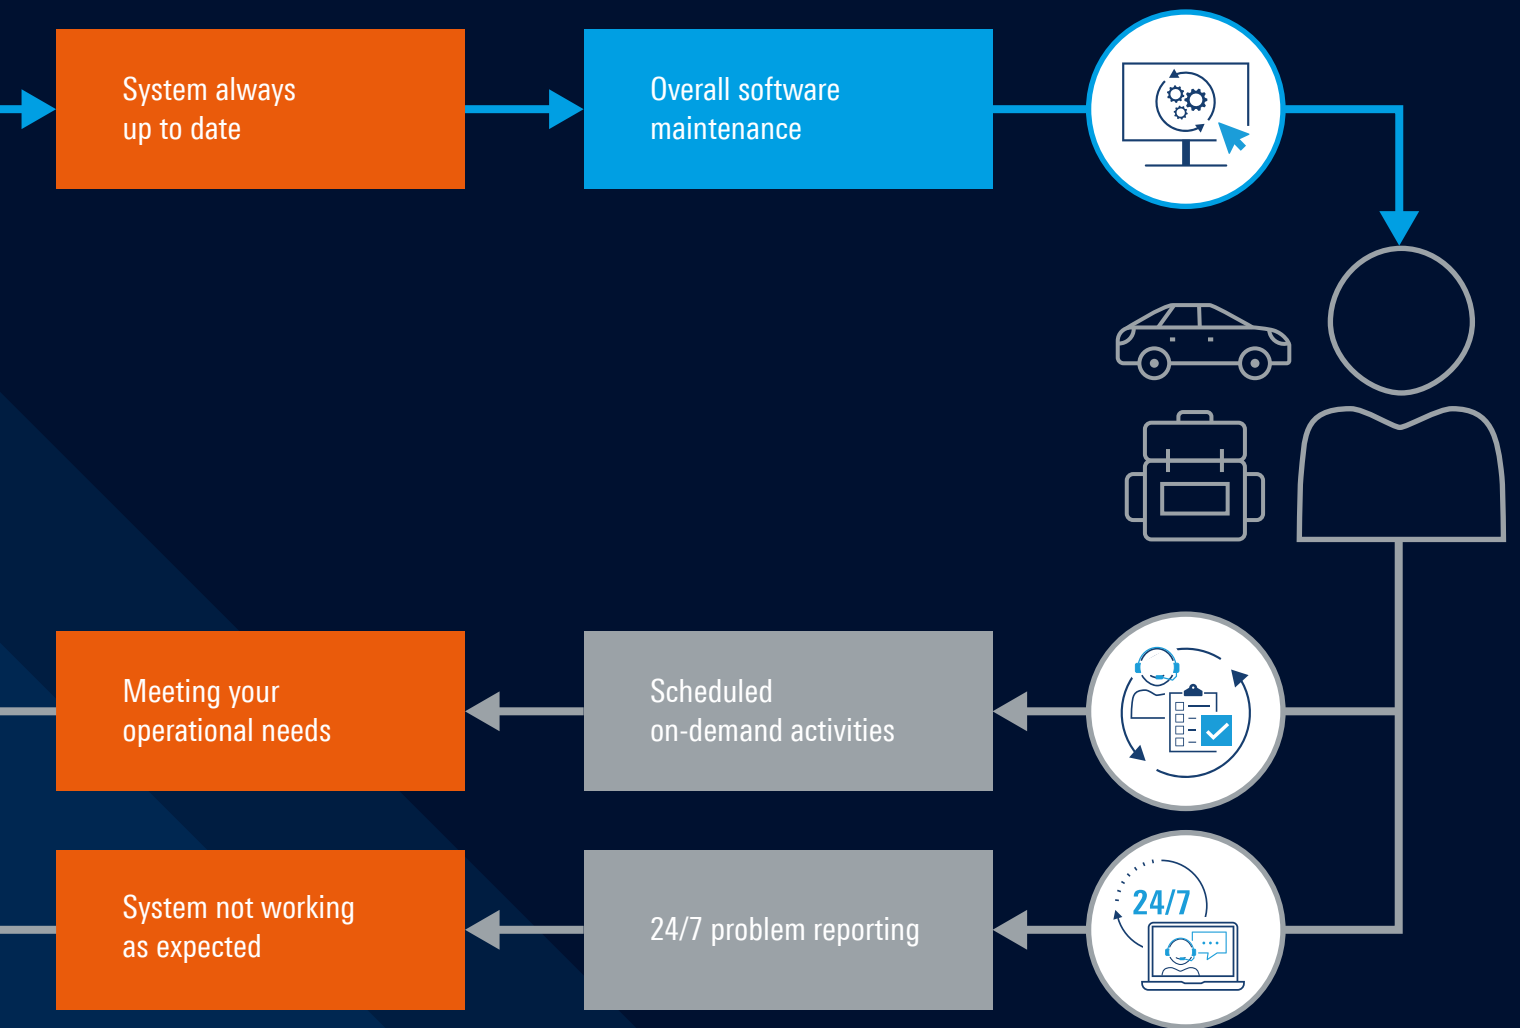 System always
up to date
Overall software
maintenance
Meeting your
operational needs
Scheduled
on-demand activities
System not working
as expected
24/7 problem reporting
24/7